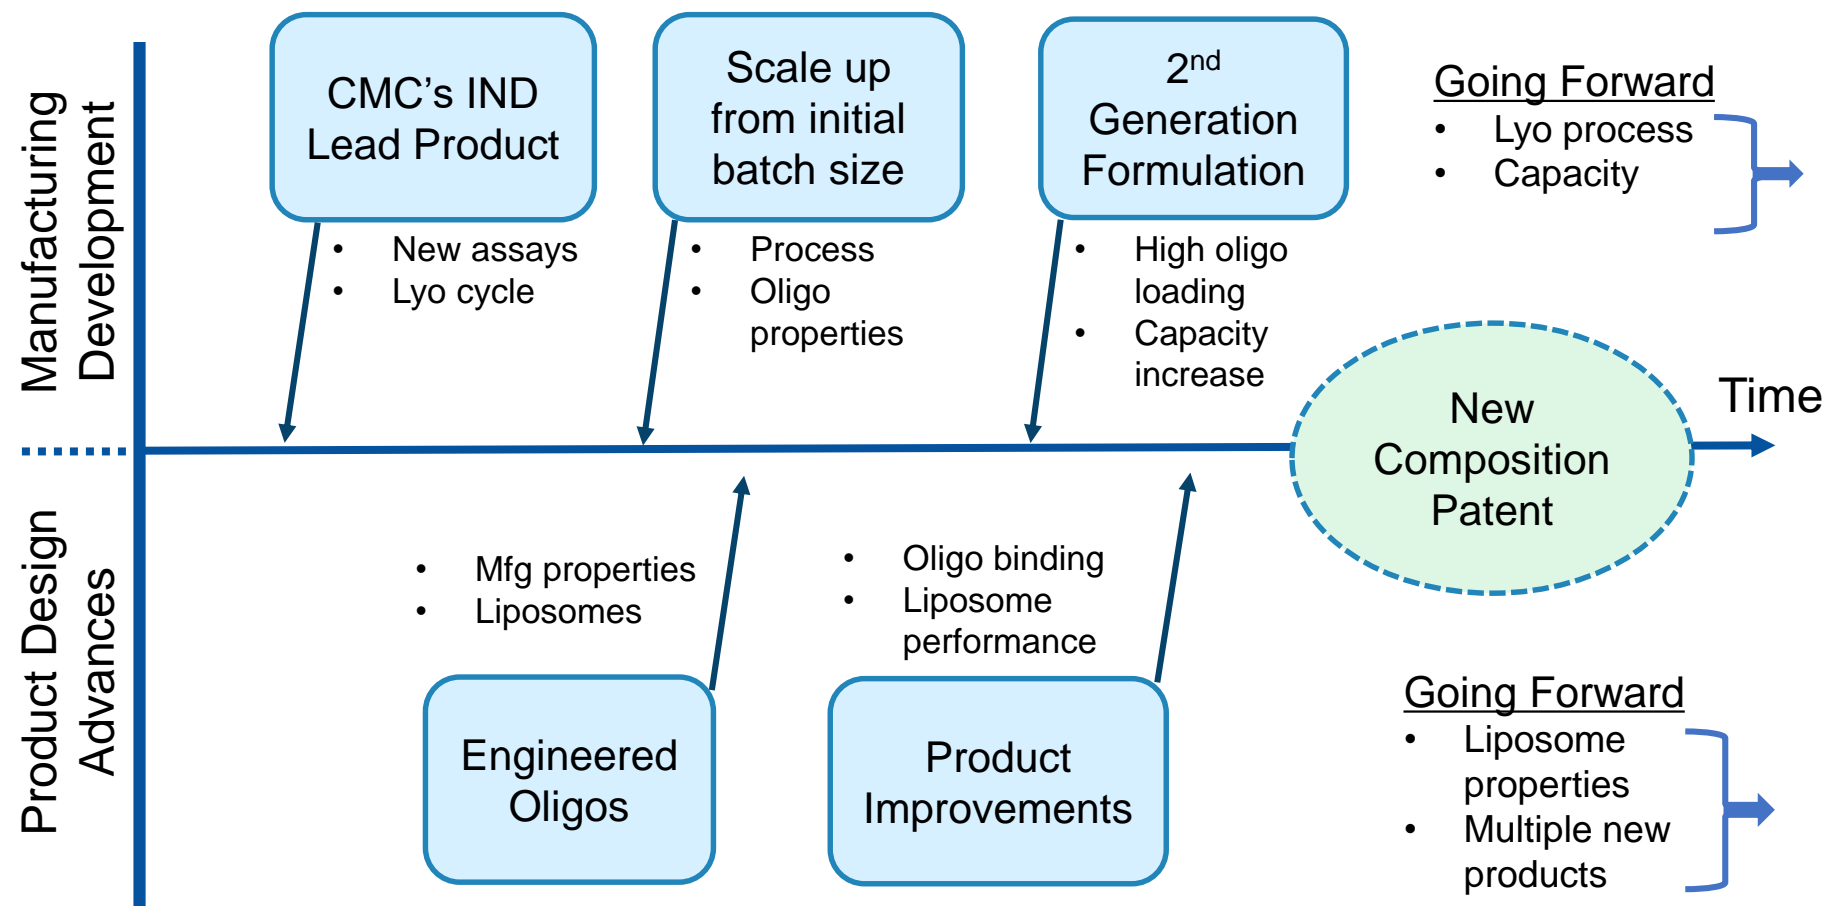 Manufacturing
Development
CMC’s IND
Lead Product
• New assays
• Lyo cycle
Scale up
from initial
batch size
• Process
• Oligo
properties
2nd
Generation
Formulation
• High oligo
loading
• Capacity
increase
Going Forward
• Lyo process
• Capacity
New
Composition
Patent
Time
Product Design
Advances
• Mfg properties
• Liposomes
Engineered
Oligos
• Oligo binding
• Liposome
performance
Product
Improvements
Going Forward
• Liposome
properties
• Multiple new
products